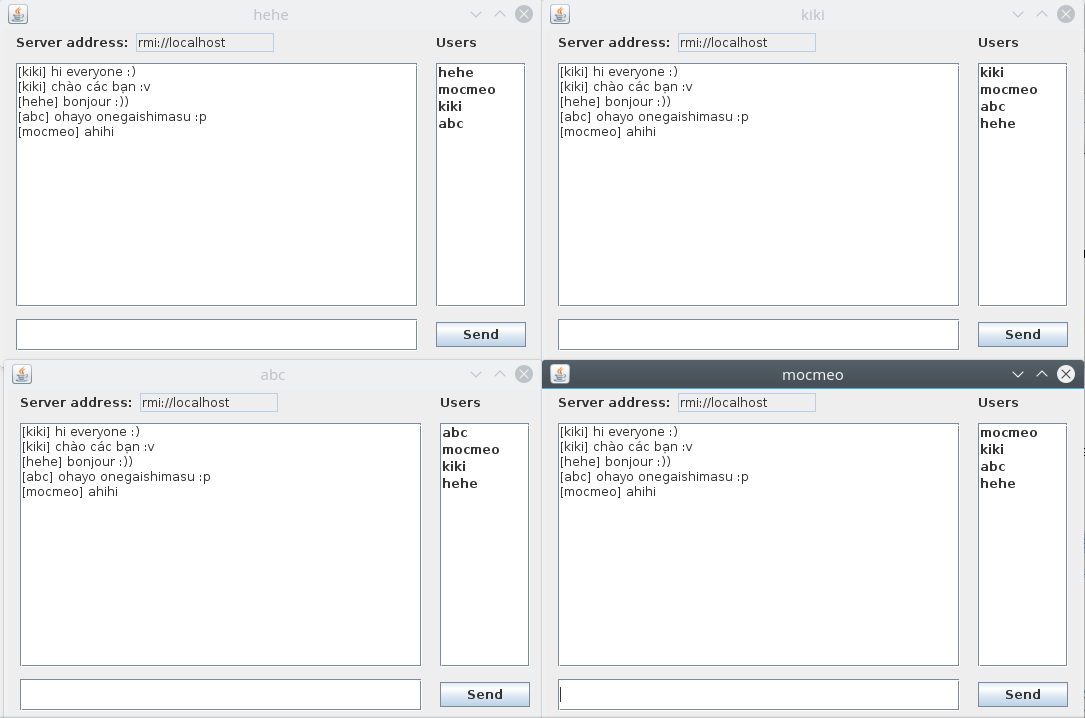 hehe
Server address: rmi://localhost
Users
[kiki] hi everyone :)
[kiki] chào các bạn :v
[hehe] bonjour :))
[abc] ohayo onegaishimasu :p
[mocmeo] ahihi
hehe
mocmeo
kiki
abc
Send
kiki
Server address: rmi://localhost
Users
[kiki] hi everyone :)
[kiki] chào các bạn :v
[hehe] bonjour :))
[abc] ohayo onegaishimasu :p
[mocmeo] ahihi
kiki
mocmeo
abc
hehe
Send
abc
Server address: rmi://localhost
Users
[kiki] hi everyone :)
[kiki] chào các bạn :v
[hehe] bonjour :))
[abc] ohayo onegaishimasu :p
[mocmeo] ahihi
abc
mocmeo
kiki
hehe
Send
mocmeo
Server address: rmi://localhost
Users
[kiki] hi everyone :)
[kiki] chào các bạn :v
[hehe] bonjour :))
[abc] ohayo onegaishimasu :p
[mocmeo] ahihi
mocmeo
kiki
abc
hehe
Send